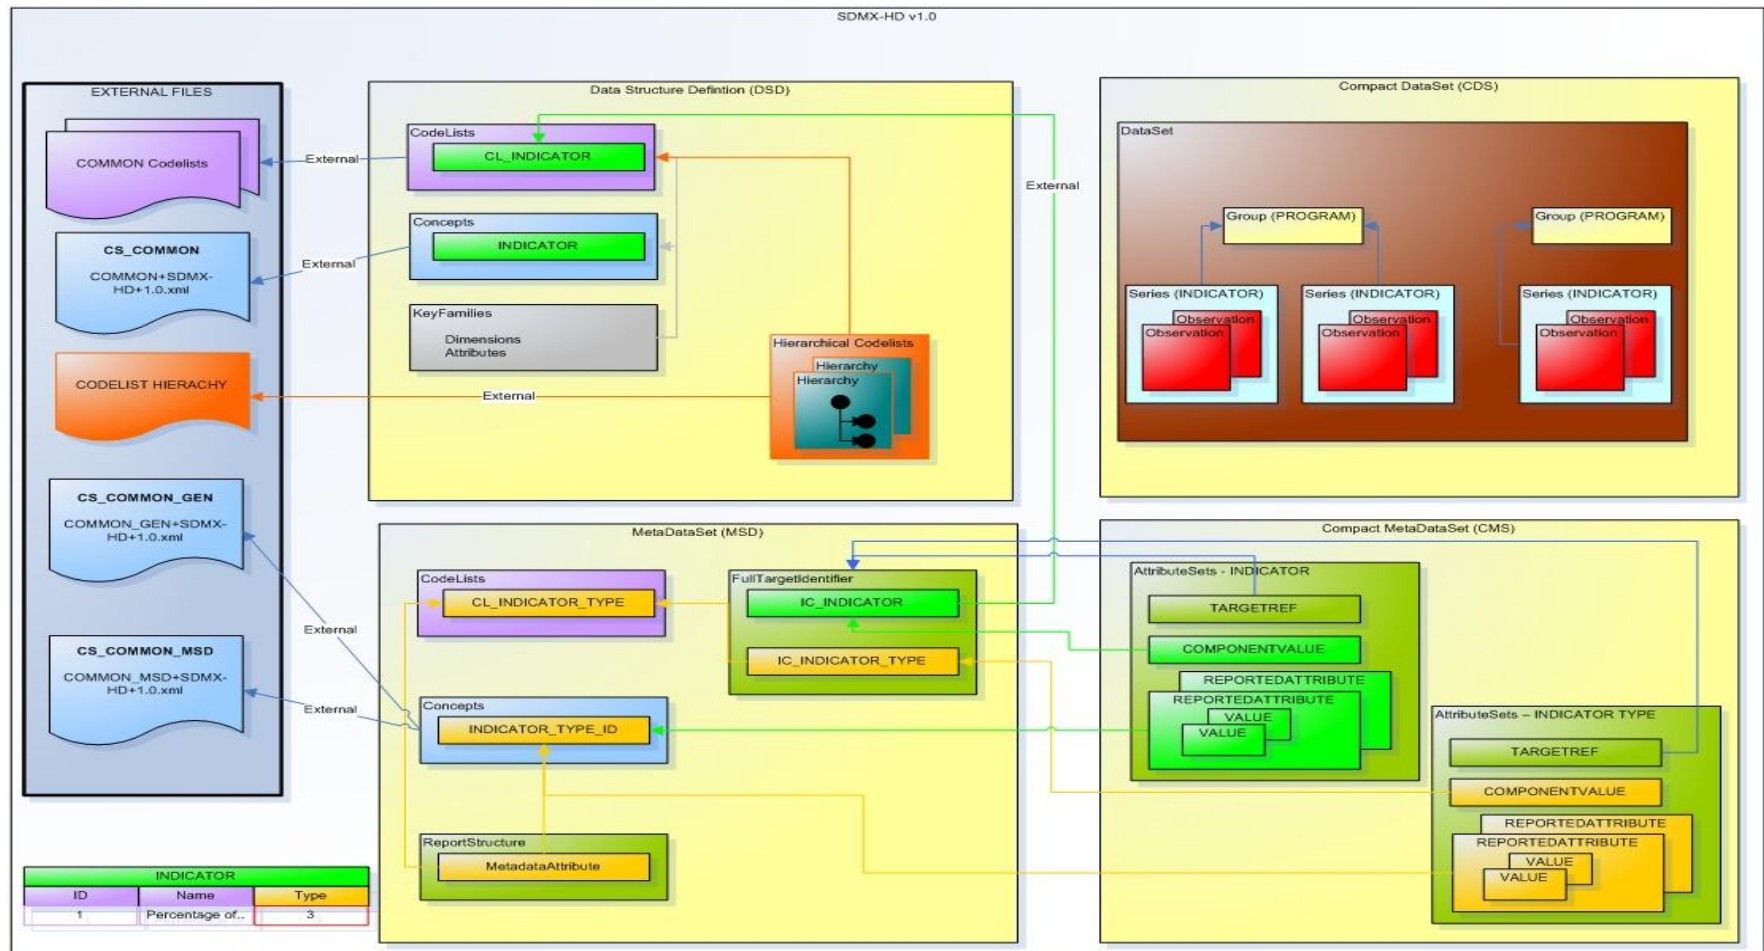 SDMX-HD v1.0
EXTERNAL FILES
COMMON Codelists
CS_COMMON
COMMON+SDMX-
HD+1.0.xml
CODELIST HIERACHY
CS_COMMON_GEN
COMMON_GEN+SDMX-
HD+1.0.xml
CS_COMMON_MSD
COMMON_MSD+SDMX-
HD+1.0.xml
External
External
External
External
External
External
Data Structure Defintion (DSD)
CodeLists
CL_INDICATOR
Concepts
INDICATOR
KeyFamilies
Dimensions
Attributes
Hierarchical Codelists
Hierarchy
Hierarchy
Compact DataSet (CDS)
DataSet
Group (PROGRAM)
Group (PROGRAM)
Series (INDICATOR)
Observation
Observation
Series (INDICATOR)
Observation
Observation
Series (INDICATOR)
Observation
Observation
MetaDataSet (MSD)
CodeLists
CL_INDICATOR_TYPE
FullTargetIdentifier
IC_INDICATOR
IC_INDICATOR_TYPE
Concepts
INDICATOR_TYPE_ID
ReportStructure
MetadataAttribute
Compact MetaDataSet (CMS)
AttributeSets - INDICATOR
TARGETREF
COMPONENTVALUE
REPORTEDATTRIBUTE
REPORTEDATTRIBUTE
VALUE
VALUE
AttributeSets – INDICATOR TYPE
TARGETREF
COMPONENTVALUE
REPORTEDATTRIBUTE
REPORTEDATTRIBUTE
VALUE
VALUE
INDICATOR
ID Name Type
1 Percentage of.. 3